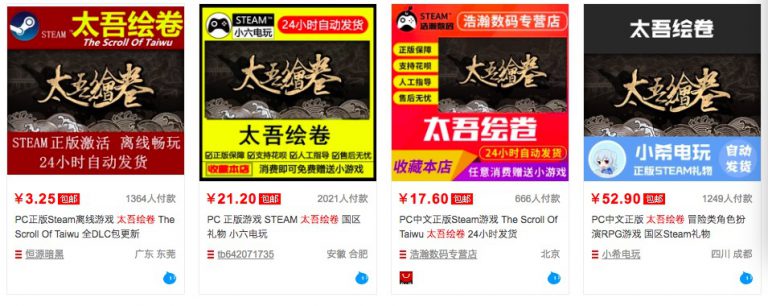 STEAM 太吾绘卷
The Scroll Of Taiwu
太吾繪卷
STEAM 正版激活 离线畅玩
24小时自动发货
¥3.25 包邮 1364人付款
PC正版Steam离线游戏 太吾绘卷 The
Scroll Of Taiwu 全DLC包更新
恒源暗黑 广东 东莞
STEAM™
小六电玩
24小时自动发货
太吾繪卷
太吾绘卷
正版保障 支持花呗 人工指导 售后无忧
收藏本店 消费即可免费赠送小游戏
¥21.20 包邮 2021人付款
PC 正版游戏 STEAM 太吾绘卷 国区
礼物 小六电玩
tb642071735 安徽 合肥
STEAM™
浩瀚数码
浩瀚数码专营店
正版保障
支持花呗
人工指导
售后无忧
太吾繪卷
太吾绘卷
24小时自动发货
收藏本店 任意消费赠送小游戏
¥17.60 包邮 666人付款
PC中文正版Steam游戏 The Scroll Of
Taiwu 太吾绘卷 24小时发货
浩瀚数码专营店 北京
太吾绘卷
太吾繪卷
小希电玩
正版STEAM礼物
自动
发货
¥52.90 包邮 1249人付款
PC中文正版 太吾绘卷 冒险类角色扮
演RPG游戏 国区Steam礼物
小希电玩 四川 成都